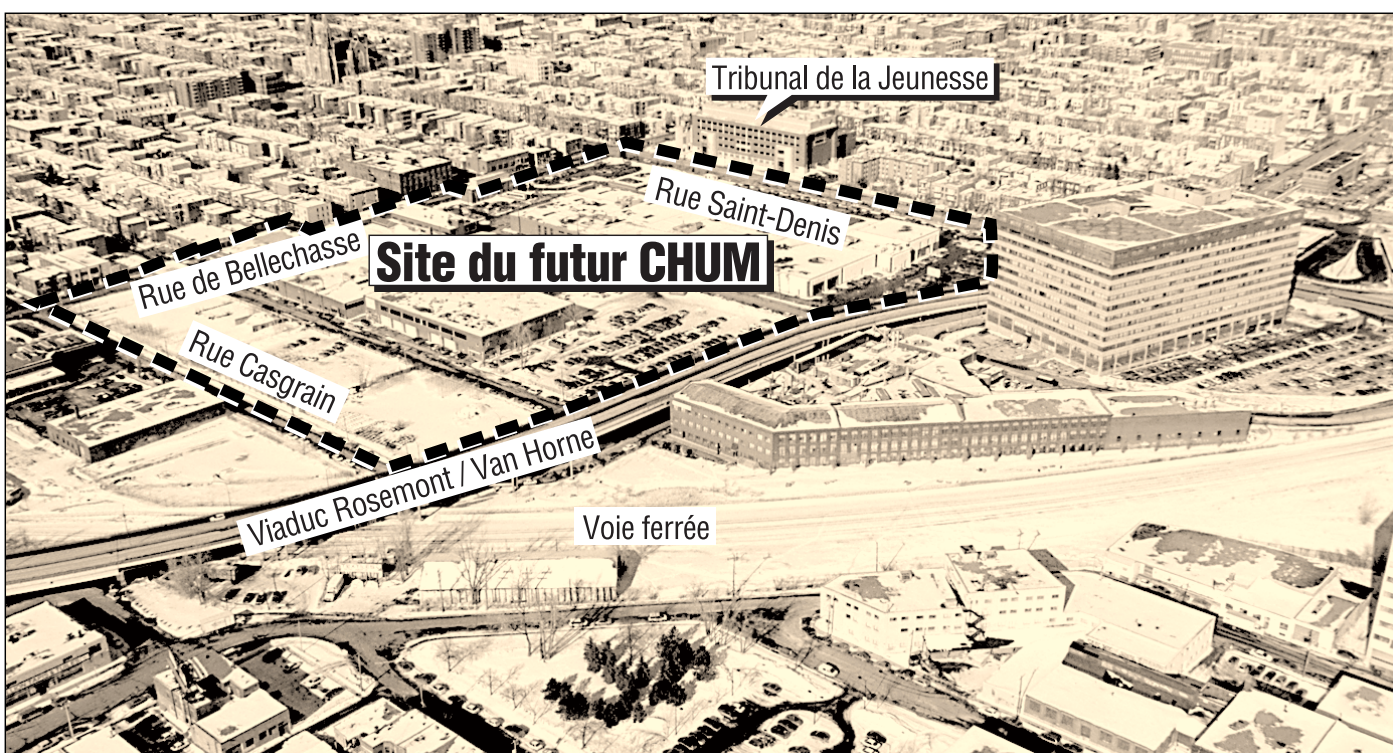 Tribunal de la Jeunesse
Rue Saint-Denis
Rue de Bellechasse
Site du futur CHUM
Rue Casgrain
Viaduc Rosemont / Van Horne
Voie ferrée